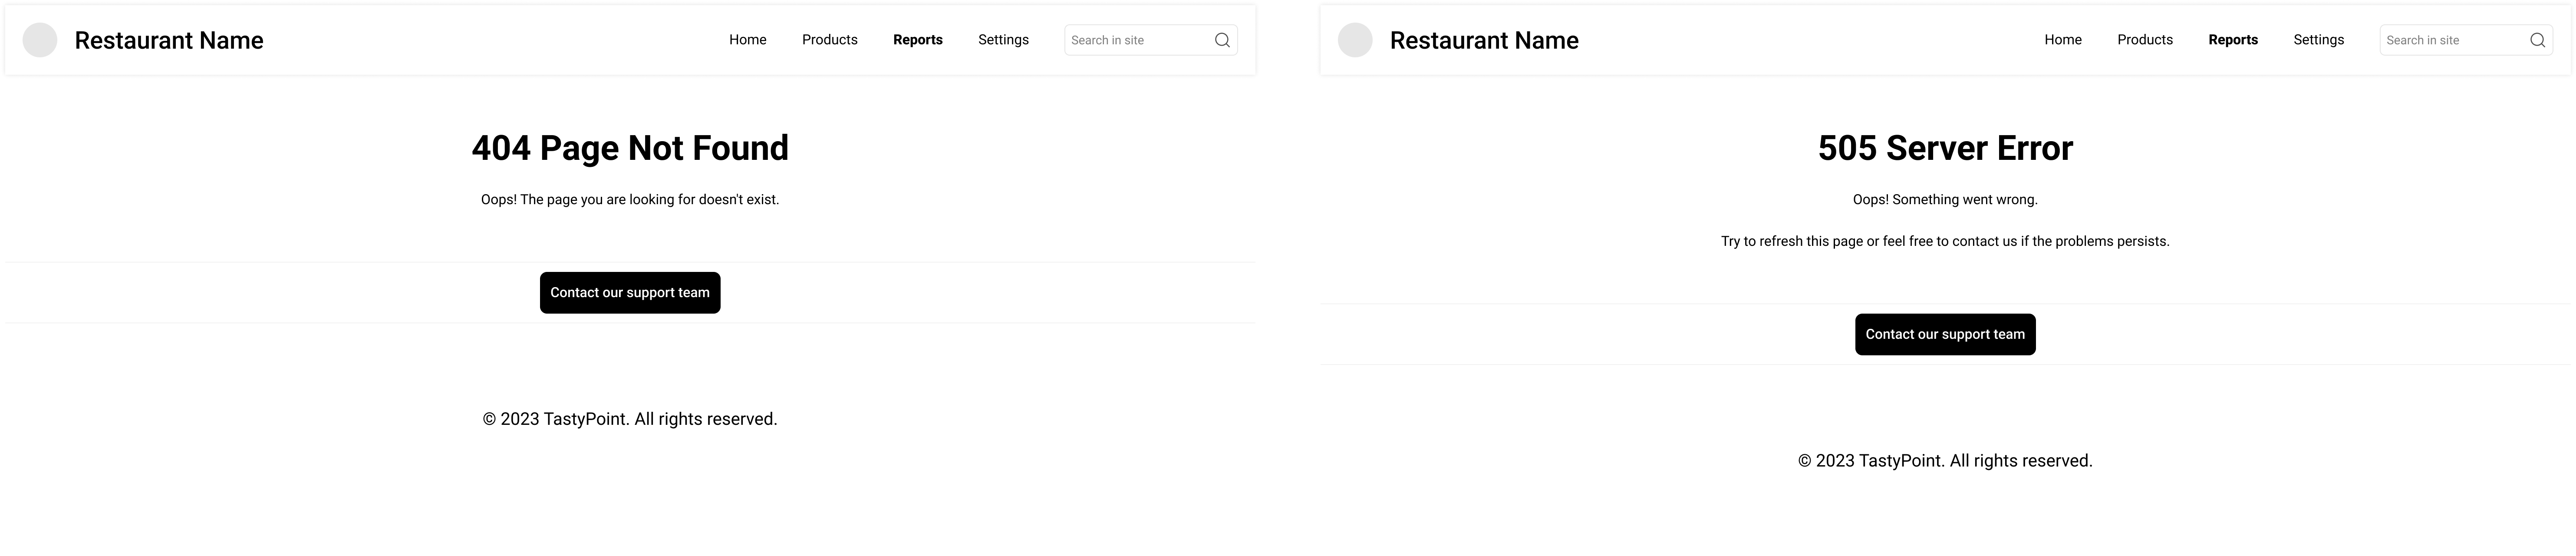 Restaurant Name
Home Products Reports Settings Search in site
404 Page Not Found
Oops! The page you are looking for doesn't exist.
Contact our support team
© 2023 TastyPoint. All rights reserved.
Restaurant Name
Home Products Reports Settings Search in site
505 Server Error
Oops! Something went wrong.
Try to refresh this page or feel free to contact us if the problems persists.
Contact our support team
© 2023 TastyPoint. All rights reserved.